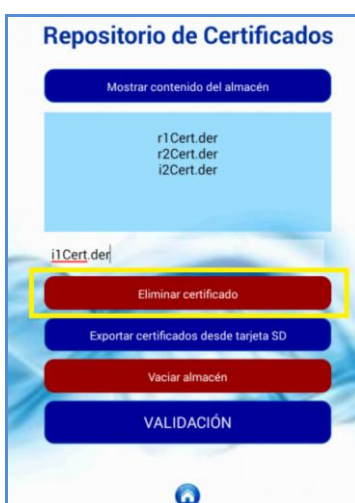 Repositorio de Certificados
Mostrar contenido del almacén
r1Cert.der
r2Cert.der
i2Cert.der
i1Cert.der
Eliminar certificado
Exportar certificados desde tarjeta SD
Vaciar almacén
VALIDACIÓN